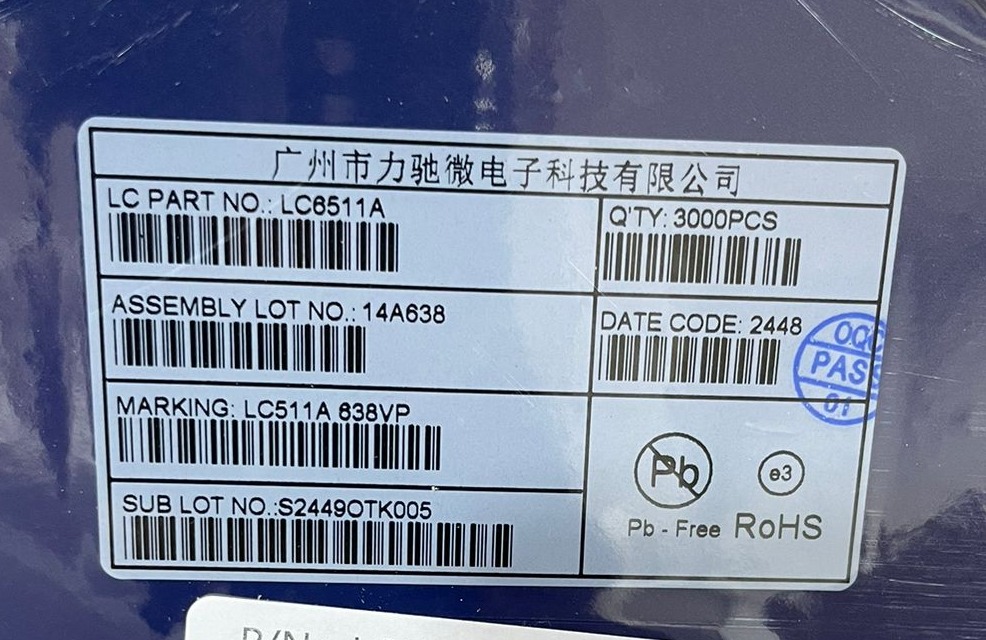 广州市力驰微电子科技有限公司
LC PART NO.: LC6511A
Q'TY: 3000PCS
ASSEMBLY LOT NO.: 14A638
DATE CODE: 2448
OQC
PASS
01
MARKING: LC511A 638VP
Pb
e3
SUB LOT NO.:S2449OTK005
Pb - Free RoHS